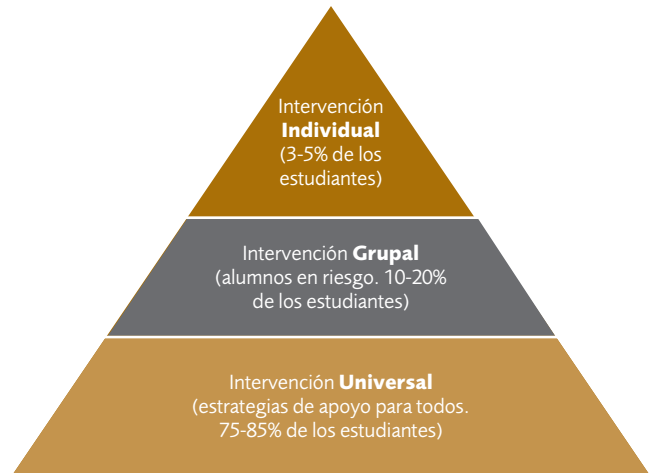 Intervención
Individual
(3-5% de los
estudiantes)
Intervención Grupal
(alumnos en riesgo. 10-20%
de los estudiantes)
Intervención Universal
(estrategias de apoyo para todos.
75-85% de los estudiantes)